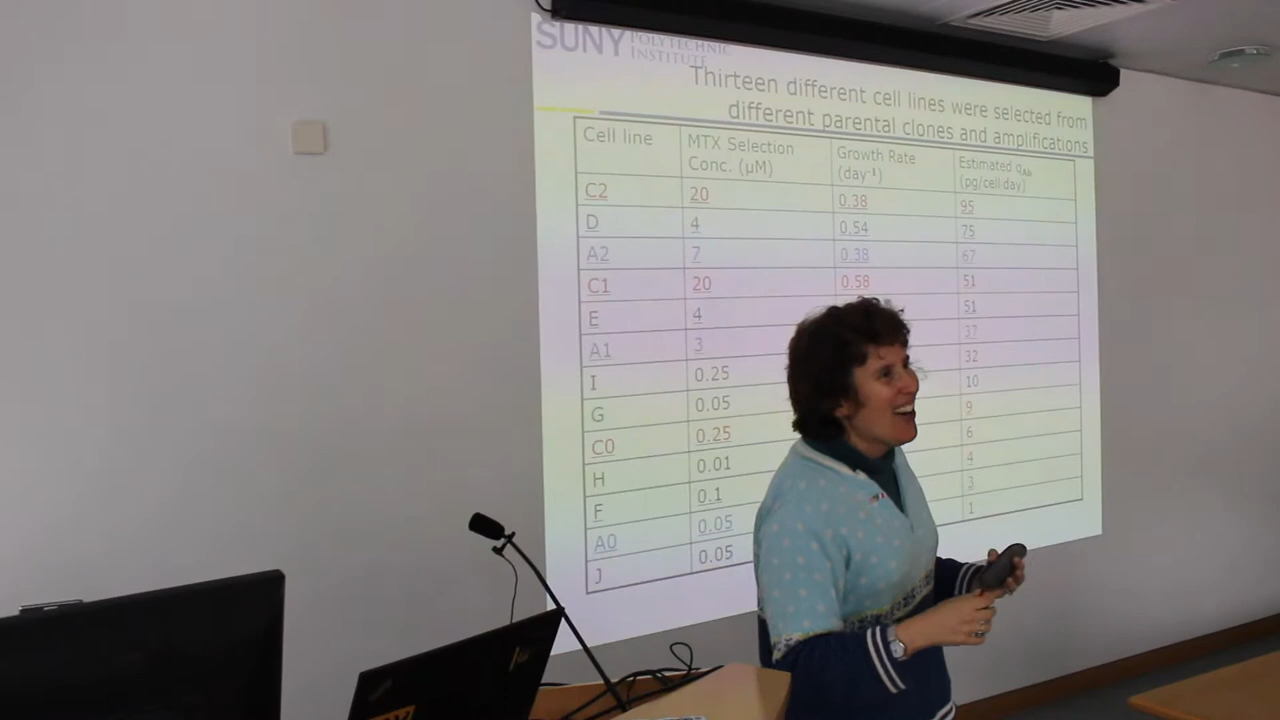 SUNY POLYTECHNIC
INSTITUTE
Thirteen different cell lines were selected from
different parental clones and amplifications
Cell line MTX Selection Conc. (µM) Growth Rate (day⁻¹) Estimated qAb (pg/cell·day)
C2 20 0.38 95
D 4 0.54 75
A2 7 0.38 67
C1 20 0.58 51
E 4 51
A1 3 37
I 0.25 32
G 0.05 10
C0 0.25 9
H 0.01 6
F 0.1 4
A0 0.05 3
J 0.05 1